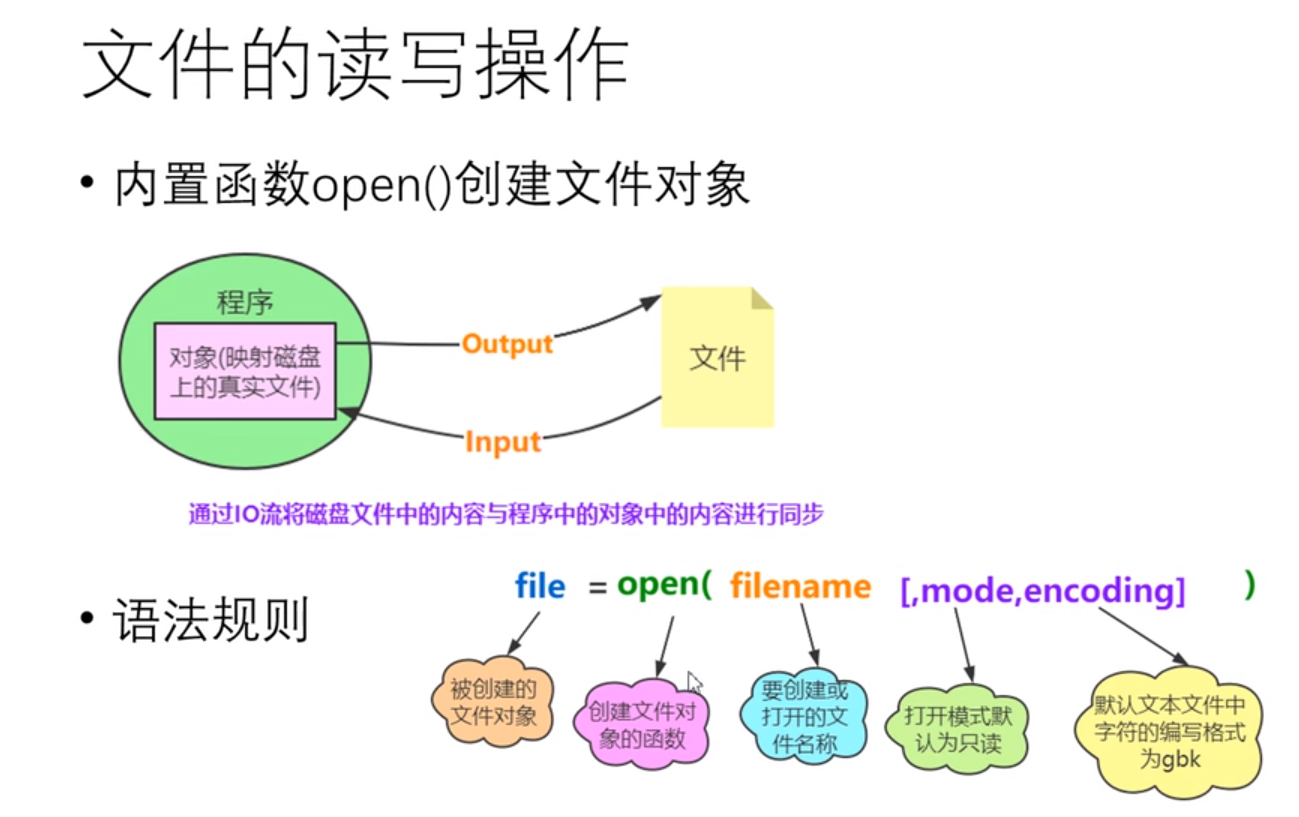 文件的读写操作
• 内置函数open()创建文件对象
程序
对象(映射磁盘
上的真实文件)
Output
文件
Input
通过IO流将磁盘文件中的内容与程序中的对象中的内容进行同步
• 语法规则
file = open( filename [,mode,encoding] )
被创建的
文件对象
创建文件对
象的函数
要创建或
打开的文
件名称
打开模式默
认为只读
默认文本文件中
字符的编写格式
为gbk